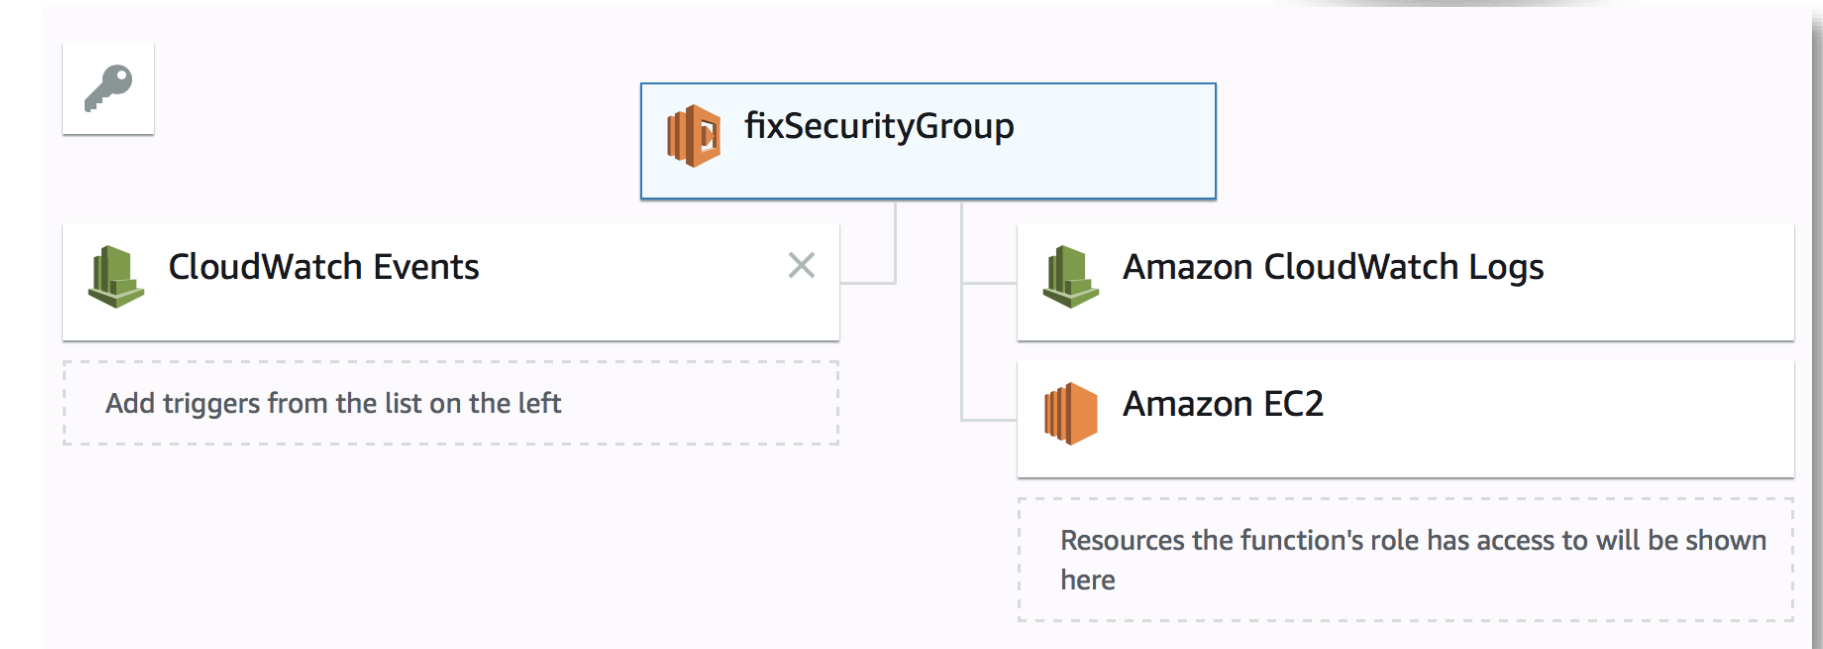 fixSecurityGroup
CloudWatch Events
Add triggers from the list on the left
Amazon CloudWatch Logs
Amazon EC2
Resources the function's role has access to will be shown
here